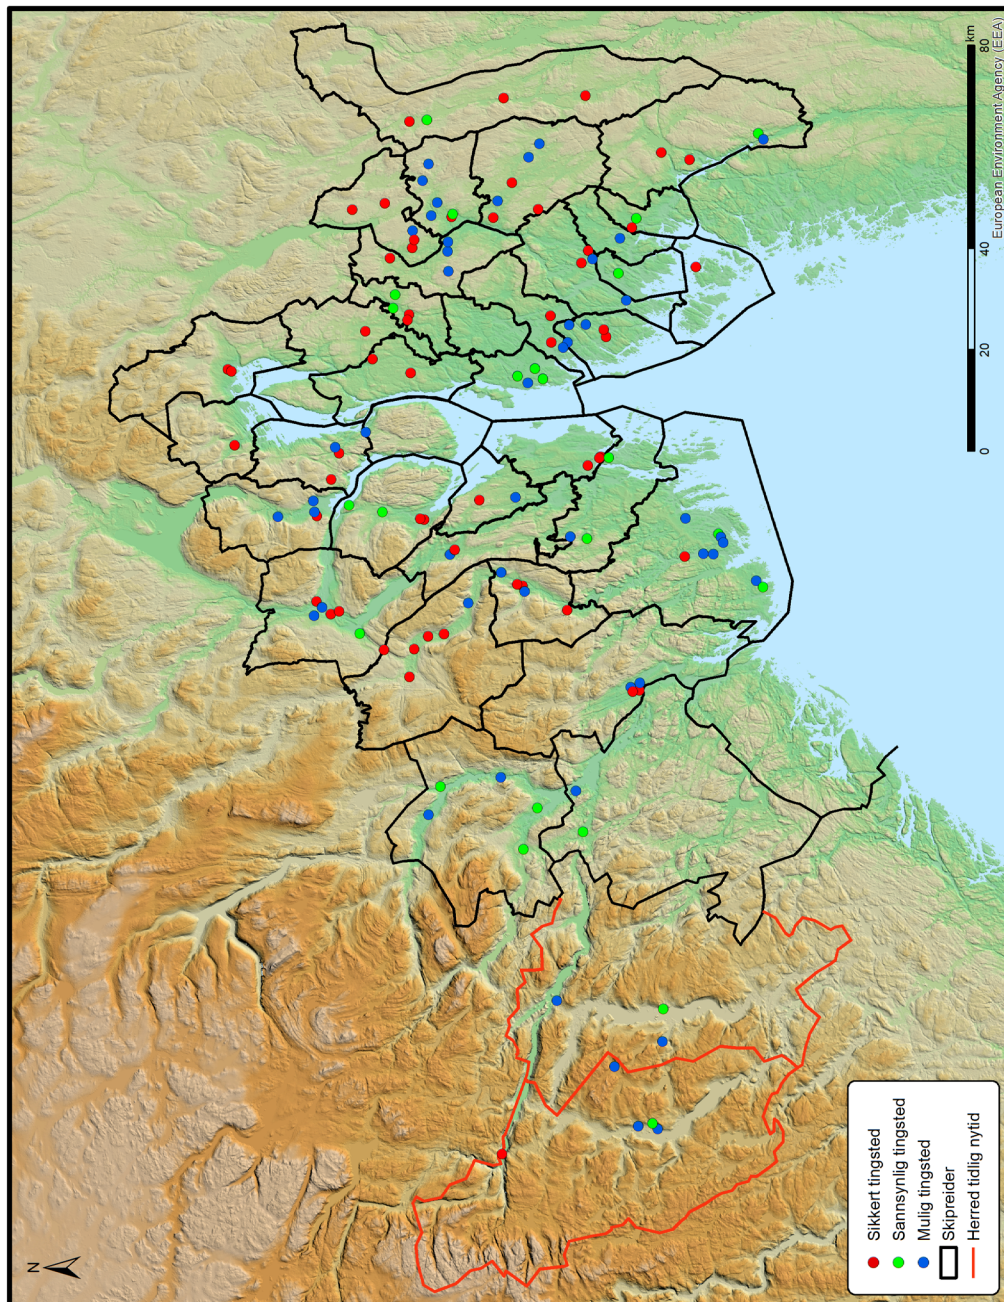 N
Sikkert tingsted
Sannsynlig tingsted
Mulig tingsted
Skipreider
Herred tidlig nytid
0 20 40 80
km
European Environment Agency (EEA)